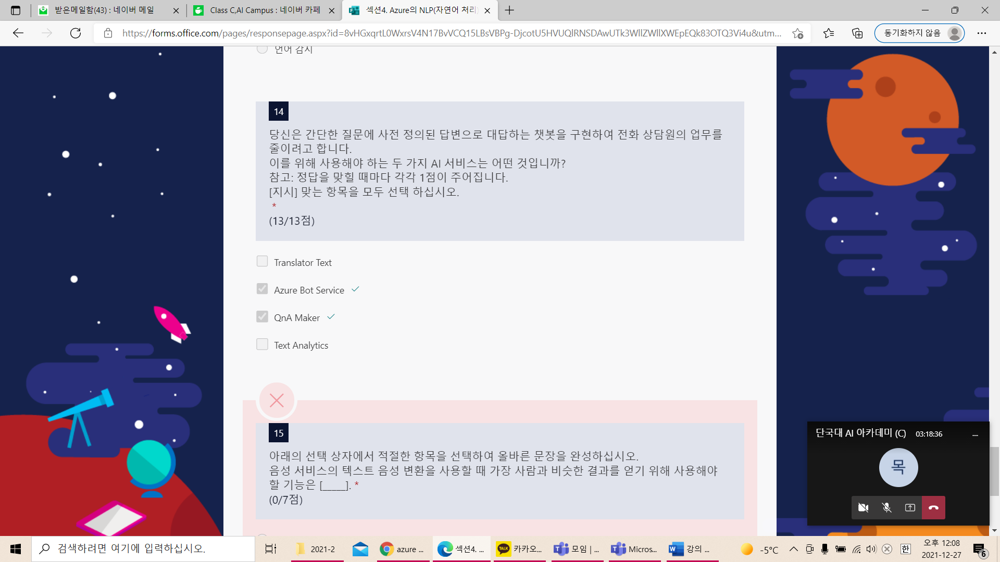 받은메일함(43) : 네이버 메일
Class C,AI Campus : 네이버 카페
섹션4. Azure의 NLP(자연어 처리)
https://forms.office.com/pages/responsepage.aspx?id=8vHGxqrtL0WxrsV4N17BvVCQ15LBsVBPg-DjcotU5HVUQlRNSDAwUTk3WllZWllXWEpEQk83OTQ3Vi4u&utm...
동기화하지 않음
언어 감지
14
당신은 간단한 질문에 사전 정의된 답변으로 대답하는 챗봇을 구현하여 전화 상담원의 업무를
줄이려고 합니다.
이를 위해 사용해야 하는 두 가지 AI 서비스는 어떤 것입니까?
참고: 정답을 맞힐 때마다 각각 1점이 주어집니다.
[지시] 맞는 항목을 모두 선택 하십시오.
*
(13/13점)
Translator Text
Azure Bot Service
QnA Maker
Text Analytics
15
아래의 선택 상자에서 적절한 항목을 선택하여 올바른 문장을 완성하십시오.
음성 서비스의 텍스트 음성 변환을 사용할 때 가장 사람과 비슷한 결과를 얻기 위해 사용해야
할 기능은 [_____]. *
(0/7점)
단국대 AI 아카데미 (C) 03:18:36
목
검색하려면 여기에 입력하십시오.
2021-2
azure ...
섹션4. ...
TALK
카카오...
모임 | ...
Micros...
강의 ...
-5°C
한
오후 12:08
2021-12-27
6